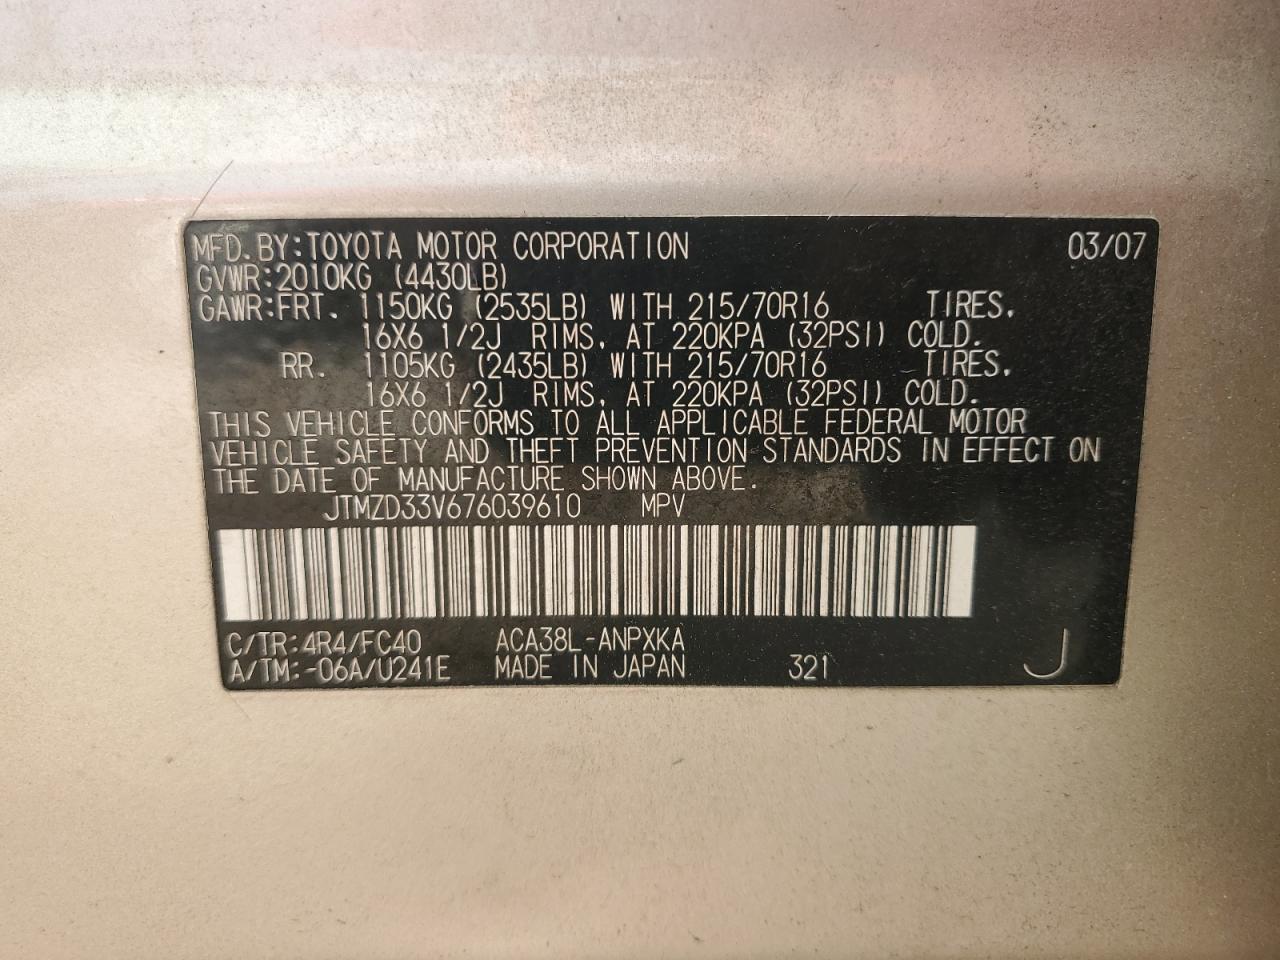 MFD. BY: TOYOTA MOTOR CORPORATION 03/07
GVWR: 2010KG (4430LB)
GAWR: FRT. 1150KG (2535LB) WITH 215/70R16 TIRES.
16X6 1/2J RIMS, AT 220KPA (32PSI) COLD.
RR. 1105KG (2435LB) WITH 215/70R16 TIRES.
16X6 1/2J RIMS, AT 220KPA (32PSI) COLD.
THIS VEHICLE CONFORMS TO ALL APPLICABLE FEDERAL MOTOR
VEHICLE SAFETY AND THEFT PREVENTION STANDARDS IN EFFECT ON
THE DATE OF MANUFACTURE SHOWN ABOVE.
JTMZD33V676039610 MPV
C/TR: 4R4/FC40 ACA38L-ANPXKA
A/TM: -06A/U241E MADE IN JAPAN 321 J